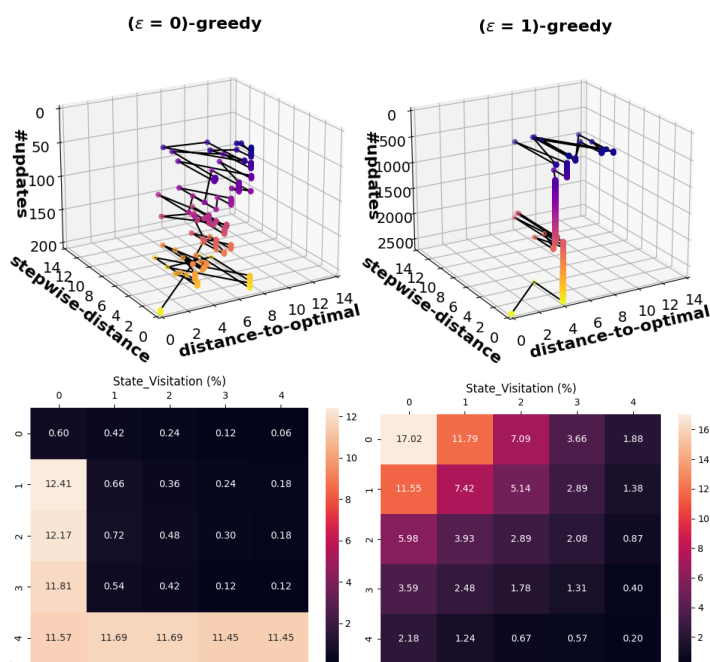 (ε = 0)-greedy
(ε = 1)-greedy
0
50
100
150
200
#updates
14
12
10
8
6
4
2
0
stepwise-distance
0
2
4
6
8
10
12
14
distance-to-optimal
0
500
1000
1500
2000
2500
#updates
14
12
10
8
6
4
2
0
stepwise-distance
0
2
4
6
8
10
12
14
distance-to-optimal
State_Visitation (%)
0 1 2 3 4
0 0.60 0.42 0.24 0.12 0.06
1 12.41 0.66 0.36 0.24 0.18
2 12.17 0.72 0.48 0.30 0.18
3 11.81 0.54 0.42 0.12 0.12
4 11.57 11.69 11.69 11.45 11.45
12
10
8
6
4
2
State_Visitation (%)
0 1 2 3 4
0 17.02 11.79 7.09 3.66 1.88
1 11.55 7.42 5.14 2.89 1.38
2 5.98 3.93 2.89 2.08 0.87
3 3.59 2.48 1.78 1.31 0.40
4 2.18 1.24 0.67 0.57 0.20
16
14
12
10
8
6
4
2